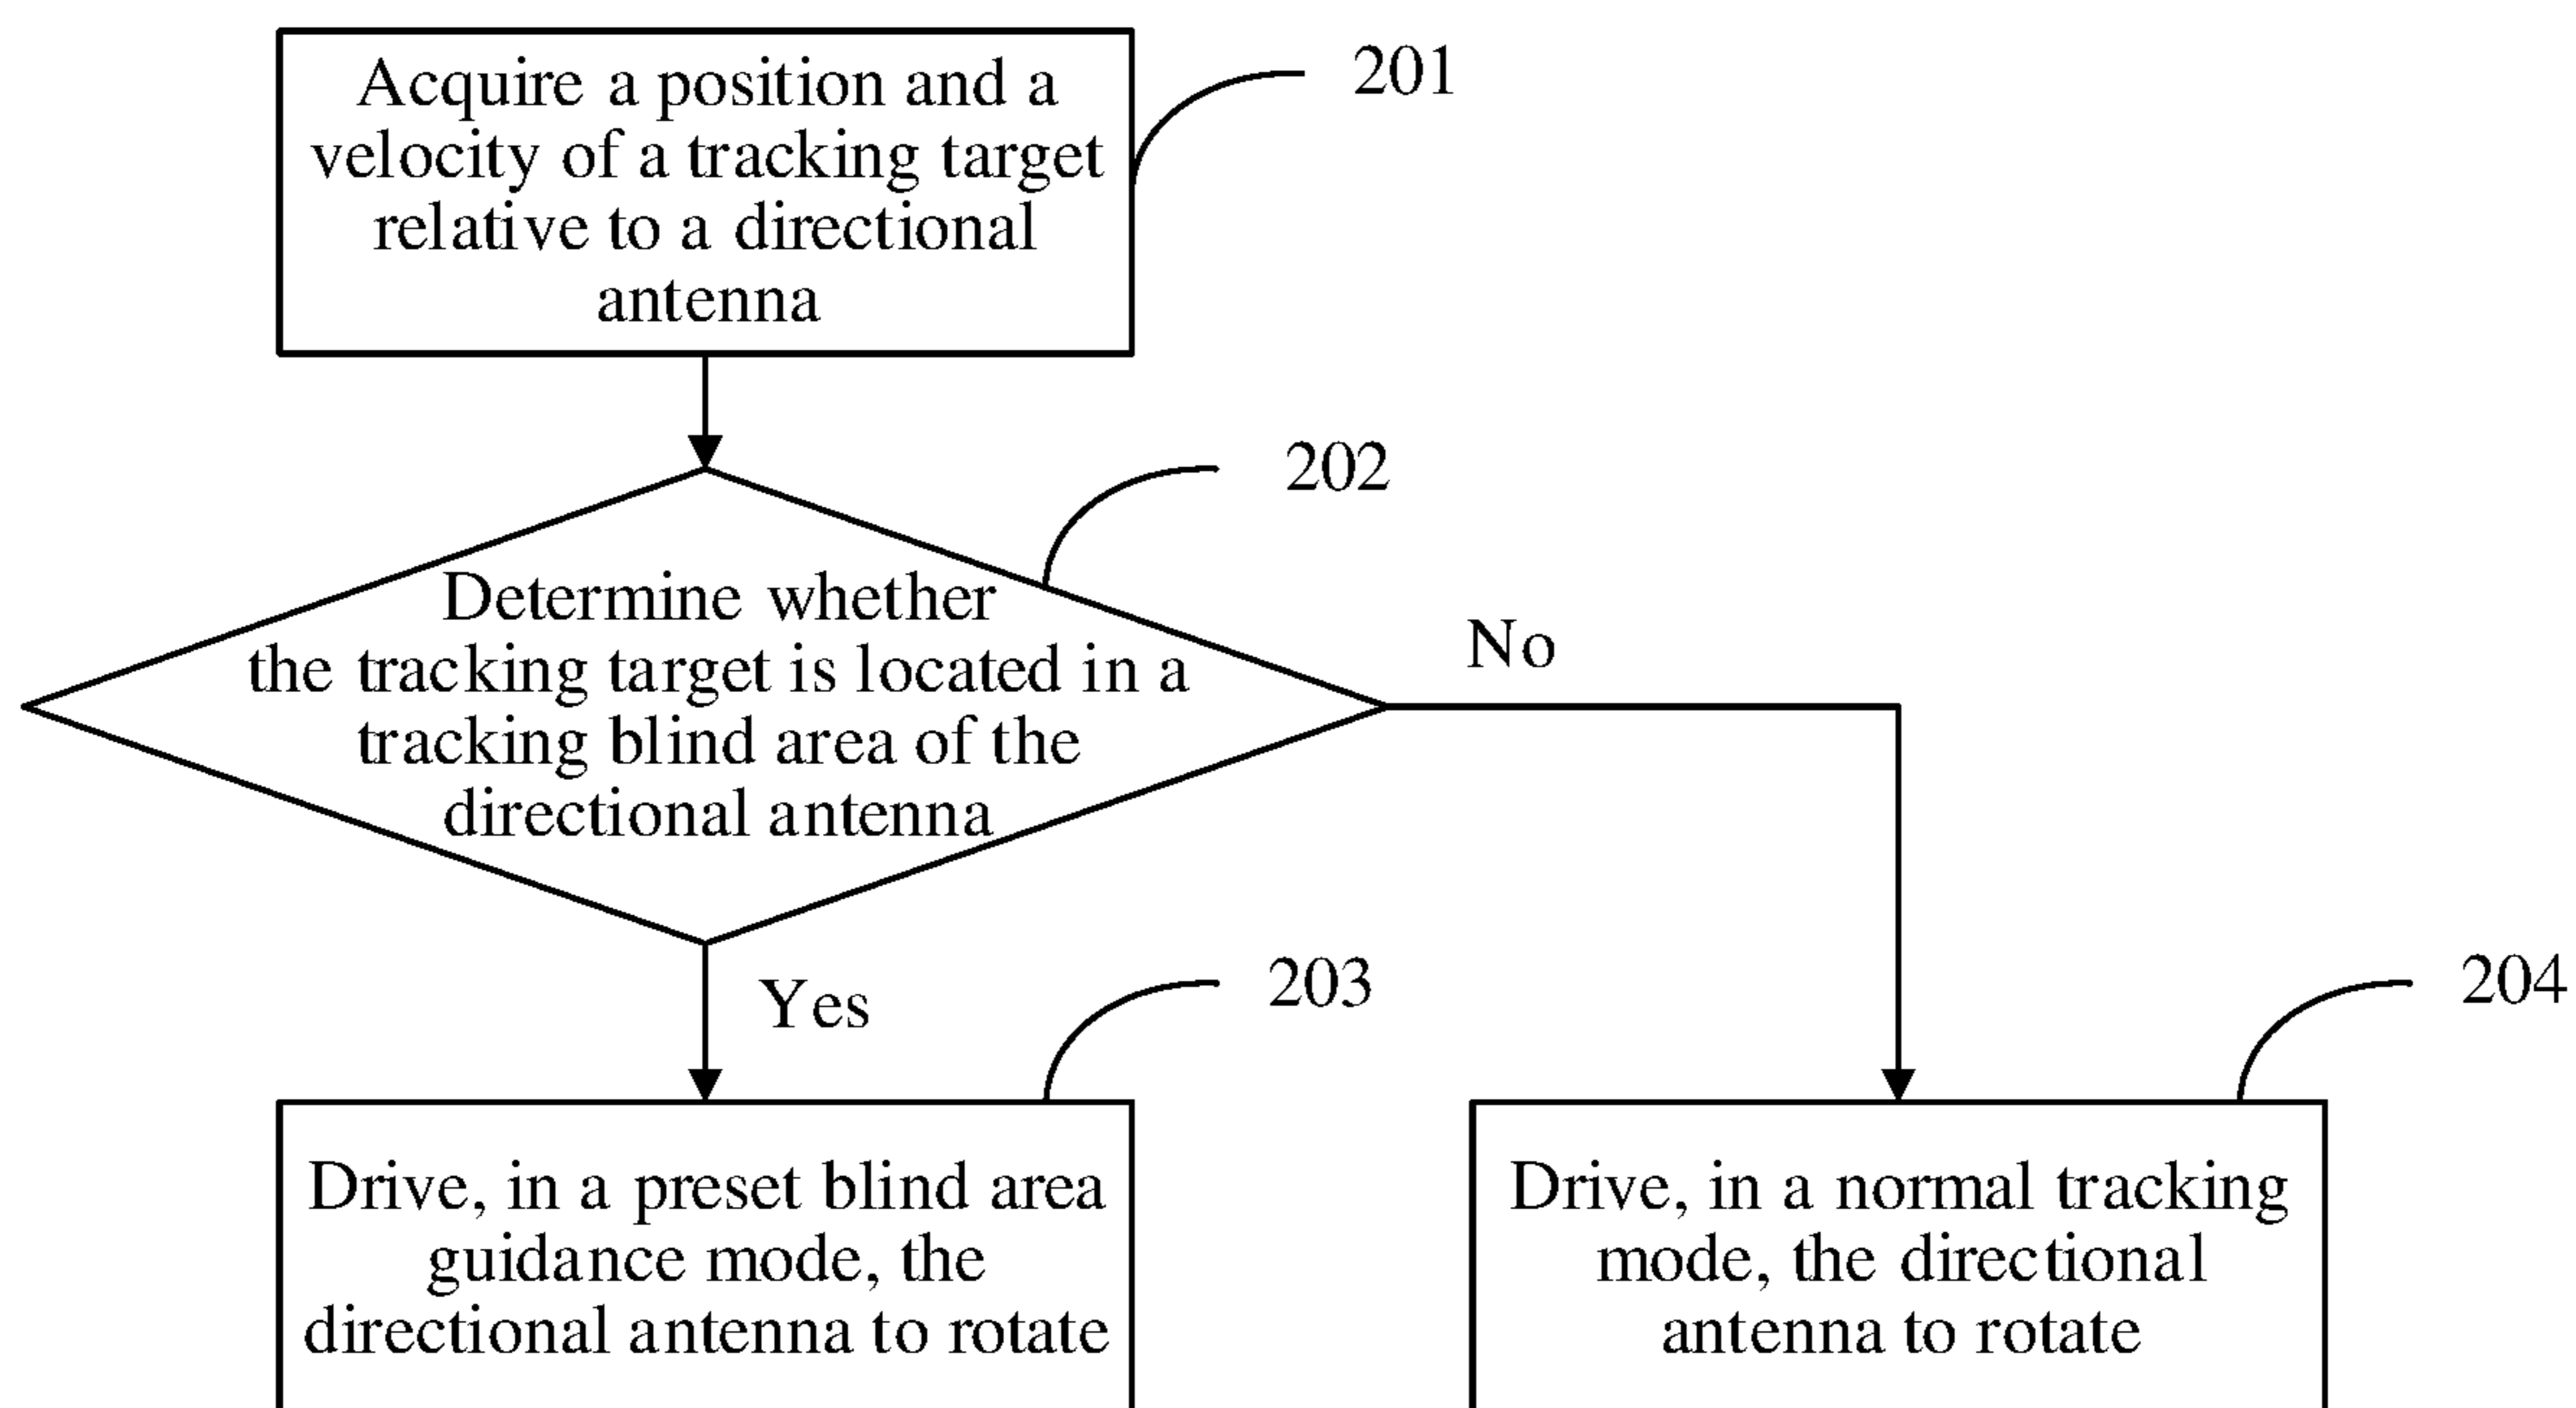 Acquire a position and a
velocity of a tracking target
relative to a directional
antenna
201
202
Determine whether
the tracking target is located in a
tracking blind area of the
directional antenna
No
Yes
203
204
Drive, in a preset blind area
guidance mode, the
directional antenna to rotate
Drive, in a normal tracking
mode, the directional
antenna to rotate